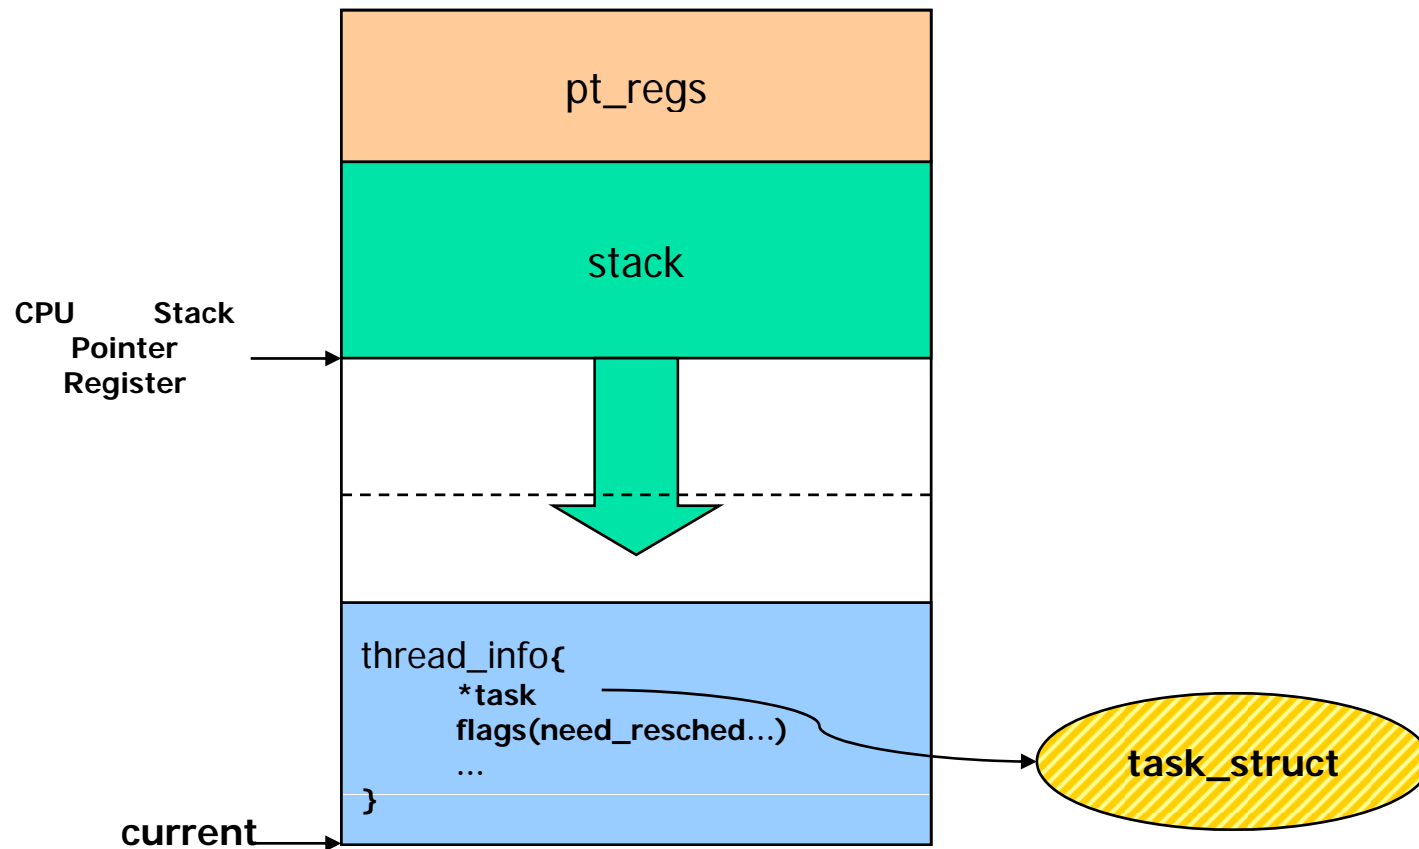 pt_regs
stack
CPU Stack
Pointer
Register
thread_info{
*task
flags(need_resched...)
...
}
task_struct
current